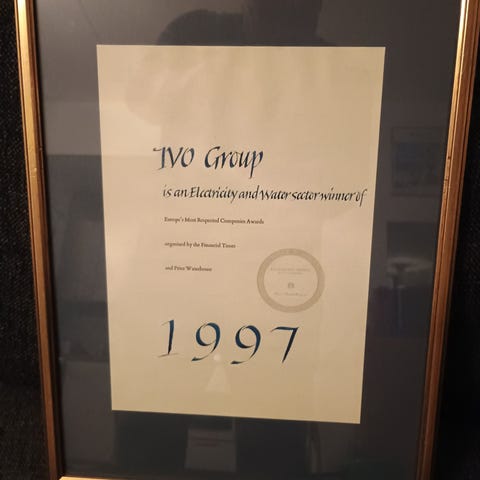 IVO Group
is an Electricity and Water sector winner of
Europe's Most Respected Companies Awards
organised by the Financial Times
and Price Waterhouse
1997